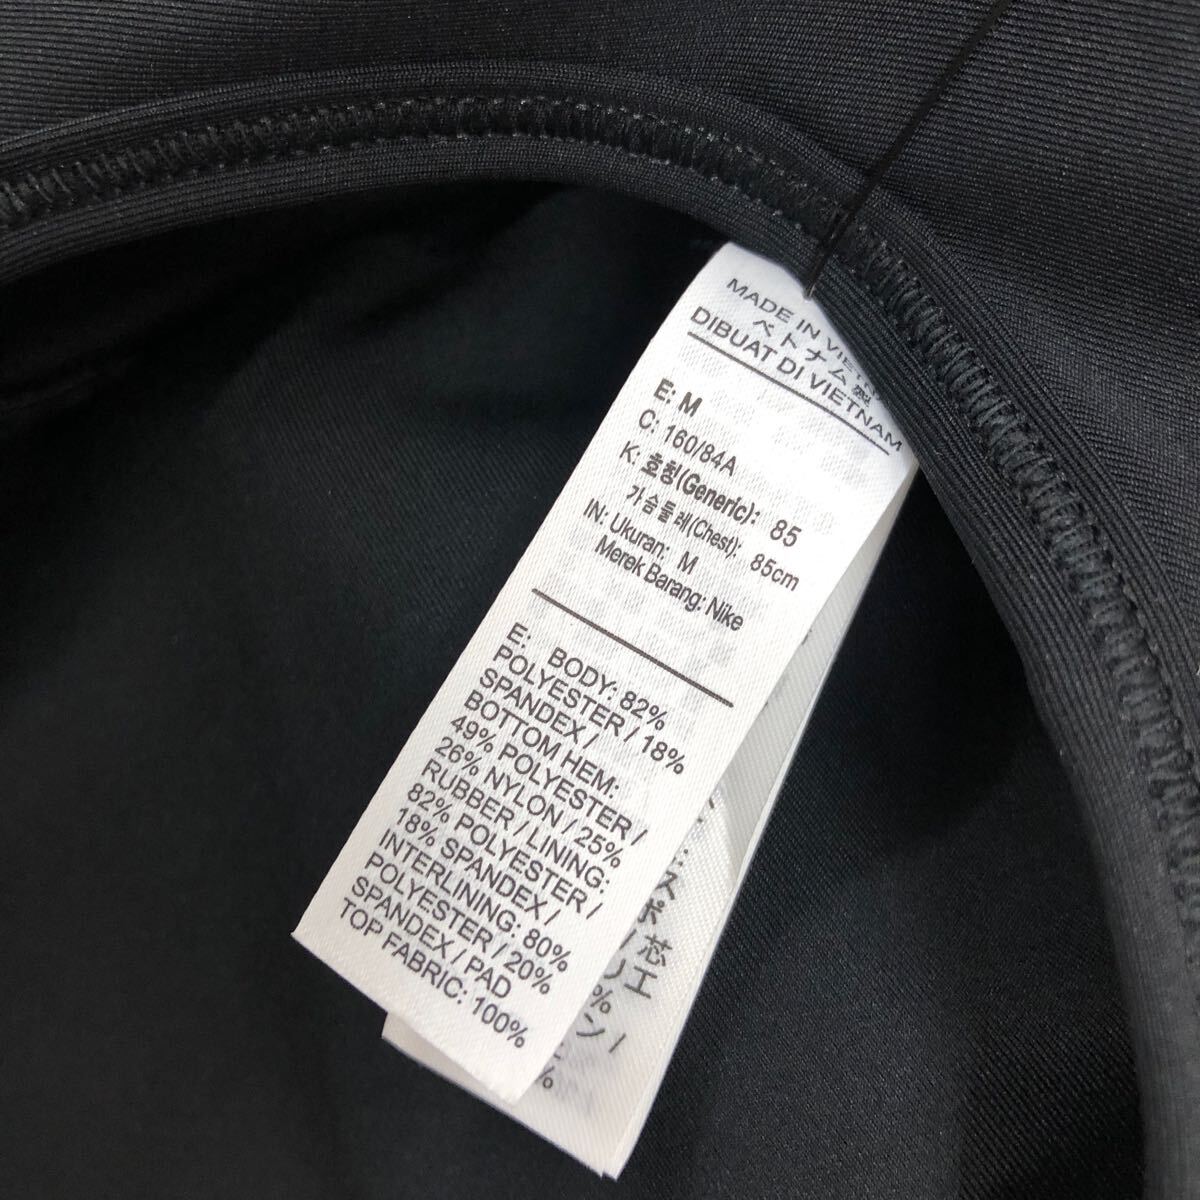 MADE IN VIETN
ベトナム製
DIBUAT DI VIETNAM
E: M
C: 160/84A
K: 호칭(Generic): 85
가슴둘레(Chest): 85cm
IN: Ukuran: M
Merek Barang: Nike
E: BODY: 82%
POLYESTER / 18%
SPANDEX /
BOTTOM HEM:
49% POLYESTER /
26% NYLON / 25%
RUBBER / LINING:
82% POLYESTER /
18% SPANDEX /
INTERLINING: 80%
POLYESTER / 20%
SPANDEX / PAD
TOP FABRIC: 100%